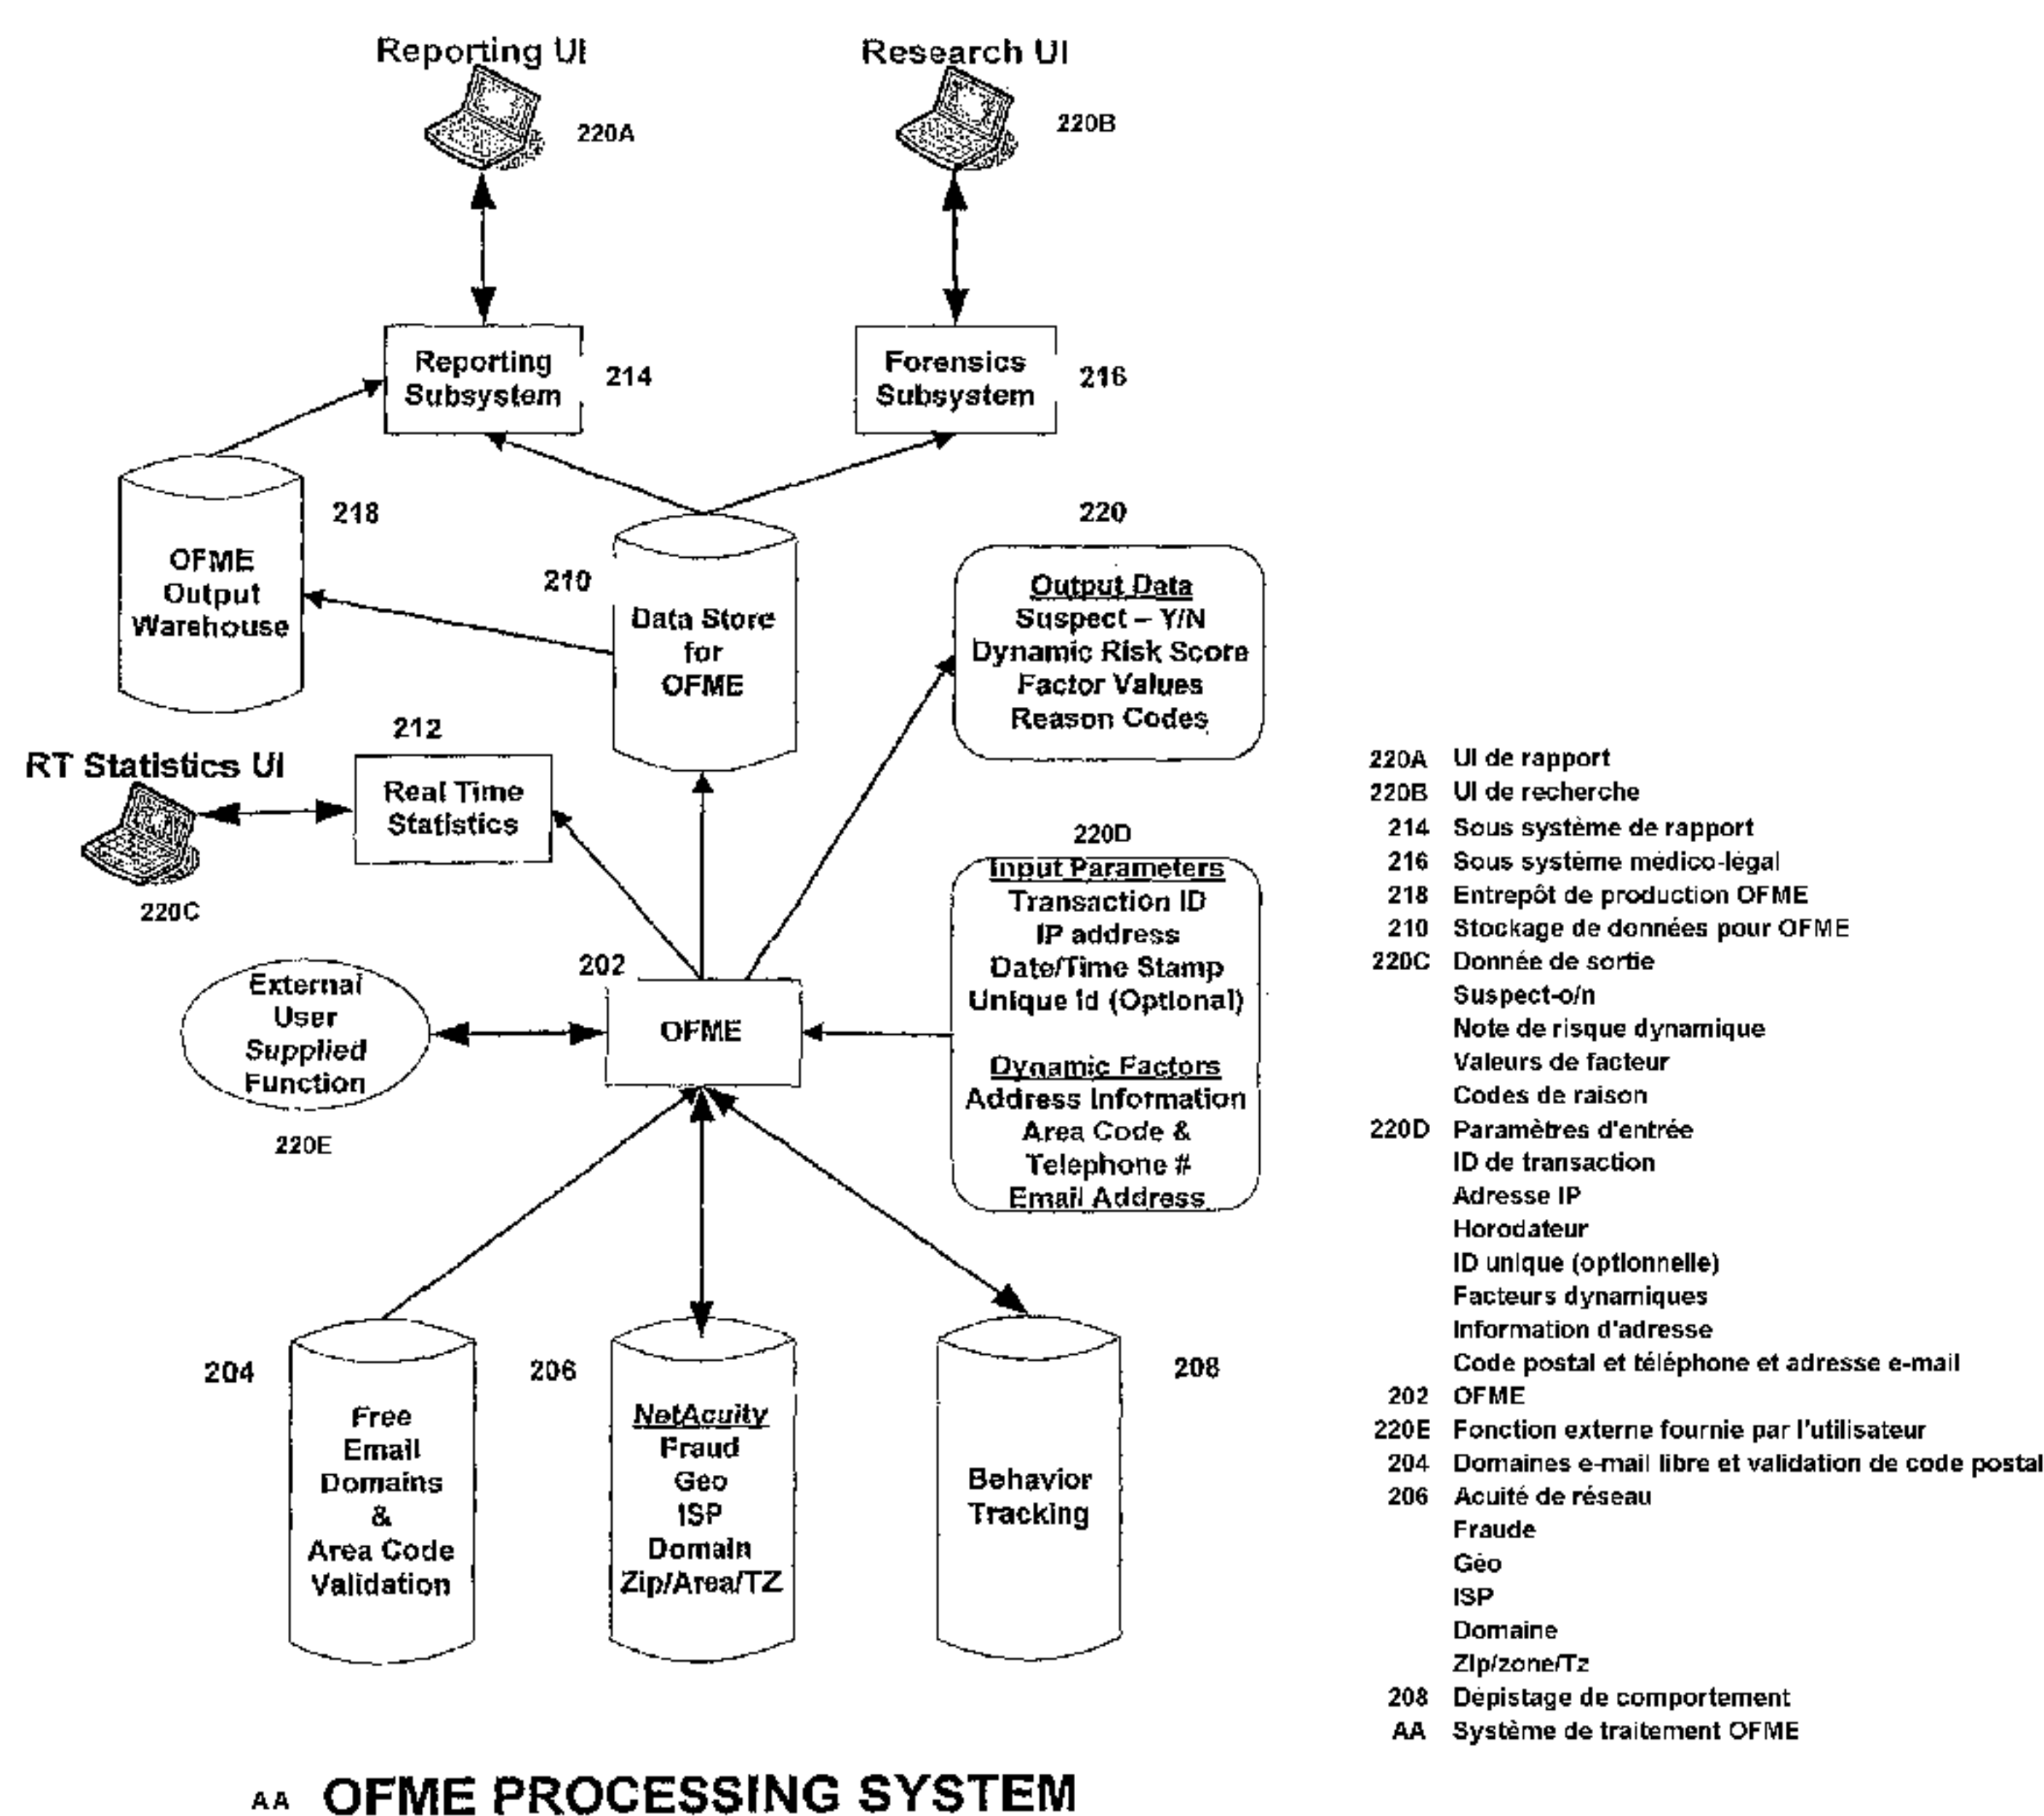 Reporting UI
220A
Research UI
220B
Reporting
Subsystem
214
Forensics
Subsystem
216
218
OFME
Output
Warehouse
210
Data Store
for
OFME
220
Output Data
Suspect – Y/N
Dynamic Risk Score
Factor Values
Reason Codes
212
RT Statistics UI
Real Time
Statistics
220C
220D
Input Parameters
Transaction ID
IP address
Date/Time Stamp
Unique Id (Optional)
Dynamic Factors
Address Information
Area Code &
Telephone #
Email Address
202
OFME
External
User
Supplied
Function
220E
204
Free
Email
Domains
&
Area Code
Validation
206
NetAcuity
Fraud
Geo
ISP
Domain
Zip/Area/TZ
208
Behavior
Tracking
220A UI de rapport
220B UI de recherche
214 Sous système de rapport
216 Sous système médico-légal
218 Entrepôt de production OFME
210 Stockage de données pour OFME
220C Donnée de sortie
Suspect-o/n
Note de risque dynamique
Valeurs de facteur
Codes de raison
220D Paramètres d'entrée
ID de transaction
Adresse IP
Horodateur
ID unique (optionnelle)
Facteurs dynamiques
Information d'adresse
Code postal et téléphone et adresse e-mail
202 OFME
220E Fonction externe fournie par l'utilisateur
204 Domaines e-mail libre et validation de code postal
206 Acuité de réseau
Fraude
Géo
ISP
Domaine
Zip/zone/Tz
208 Dépistage de comportement
AA Système de traitement OFME
AA OFME PROCESSING SYSTEM